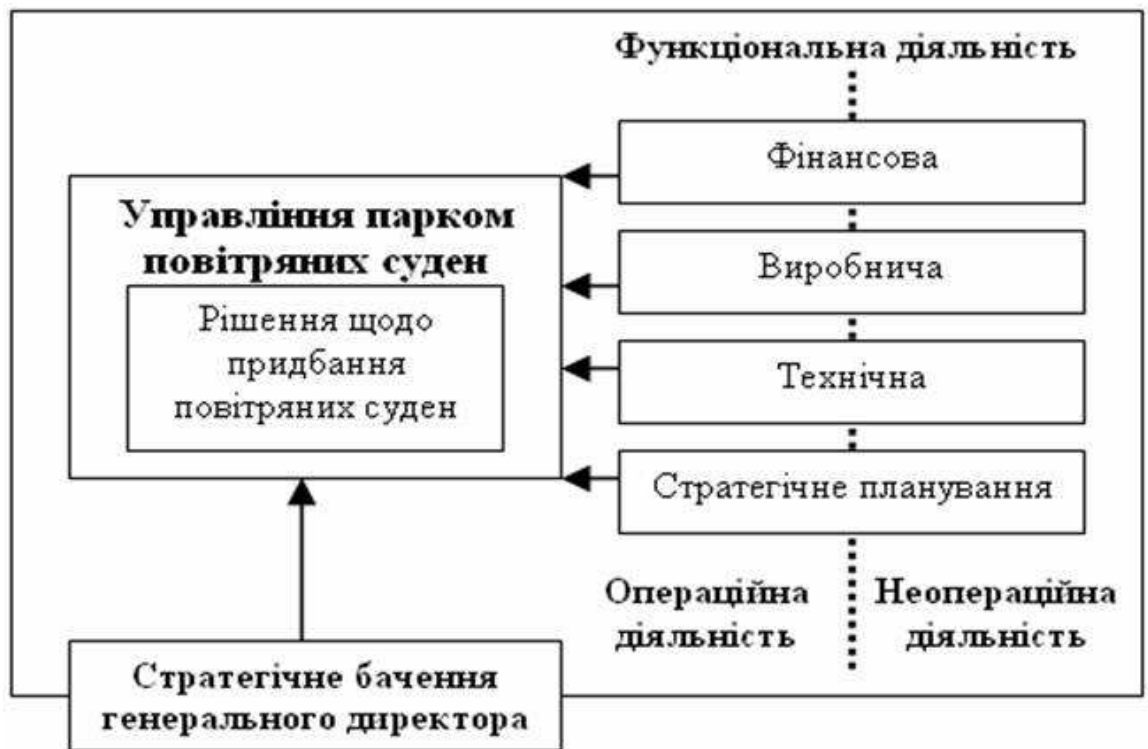 Функціональна діяльність
Фінансова
Управління парком
повітряних суден
Виробнича
Рішення щодо
придбання
повітряних суден
Технічна
Стратегічне планування
Операційна
діяльність
Неопераційна
діяльність
Стратегічне бачення
генерального директора